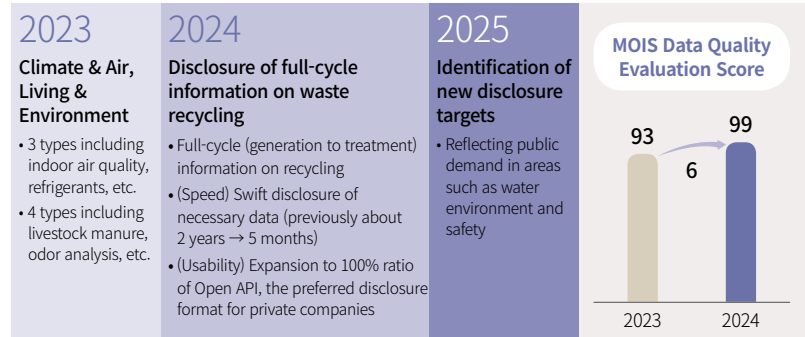 2023
Climate & Air,
Living &
Environment
• 3 types including
indoor air quality,
refrigerants, etc.
• 4 types including
livestock manure,
odor analysis, etc.
2024
Disclosure of full-cycle
information on waste
recycling
• Full-cycle (generation to treatment)
information on recycling
• (Speed) Swift disclosure of
necessary data (previously about
2 years → 5 months)
• (Usability) Expansion to 100% ratio
of Open API, the preferred disclosure
format for private companies
2025
Identification of
new disclosure
targets
• Reflecting public
demand in areas
such as water
environment and
safety
MOIS Data Quality
Evaluation Score
93
99
6
2023
2024